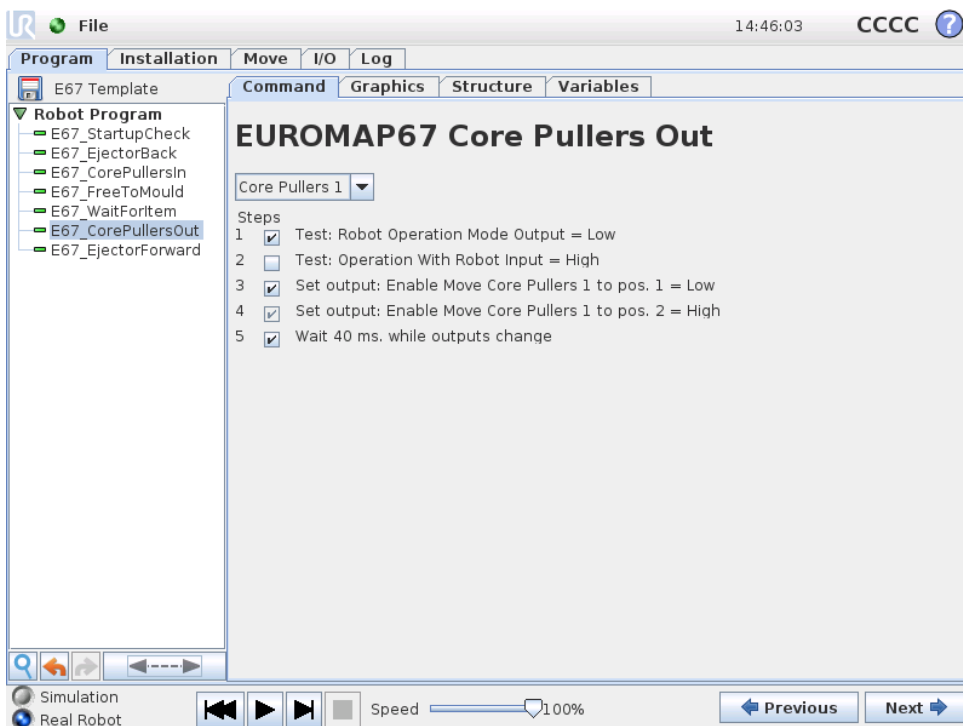 UR File 14:46:03 CCCC ?
Program Installation Move I/O Log
E67 Template Command Graphics Structure Variables
Robot Program
E67_StartupCheck
E67_EjectorBack
E67_CorePullersIn
E67_FreeToMould
E67_WaitForItem
E67_CorePullersOut
E67_EjectorForward
EUROMAP67 Core Pullers Out
Core Pullers 1
Steps
1 Test: Robot Operation Mode Output = Low
2 Test: Operation With Robot Input = High
3 Set output: Enable Move Core Pullers 1 to pos. 1 = Low
4 Set output: Enable Move Core Pullers 1 to pos. 2 = High
5 Wait 40 ms. while outputs change
Simulation
Real Robot
Speed 100%
Previous Next